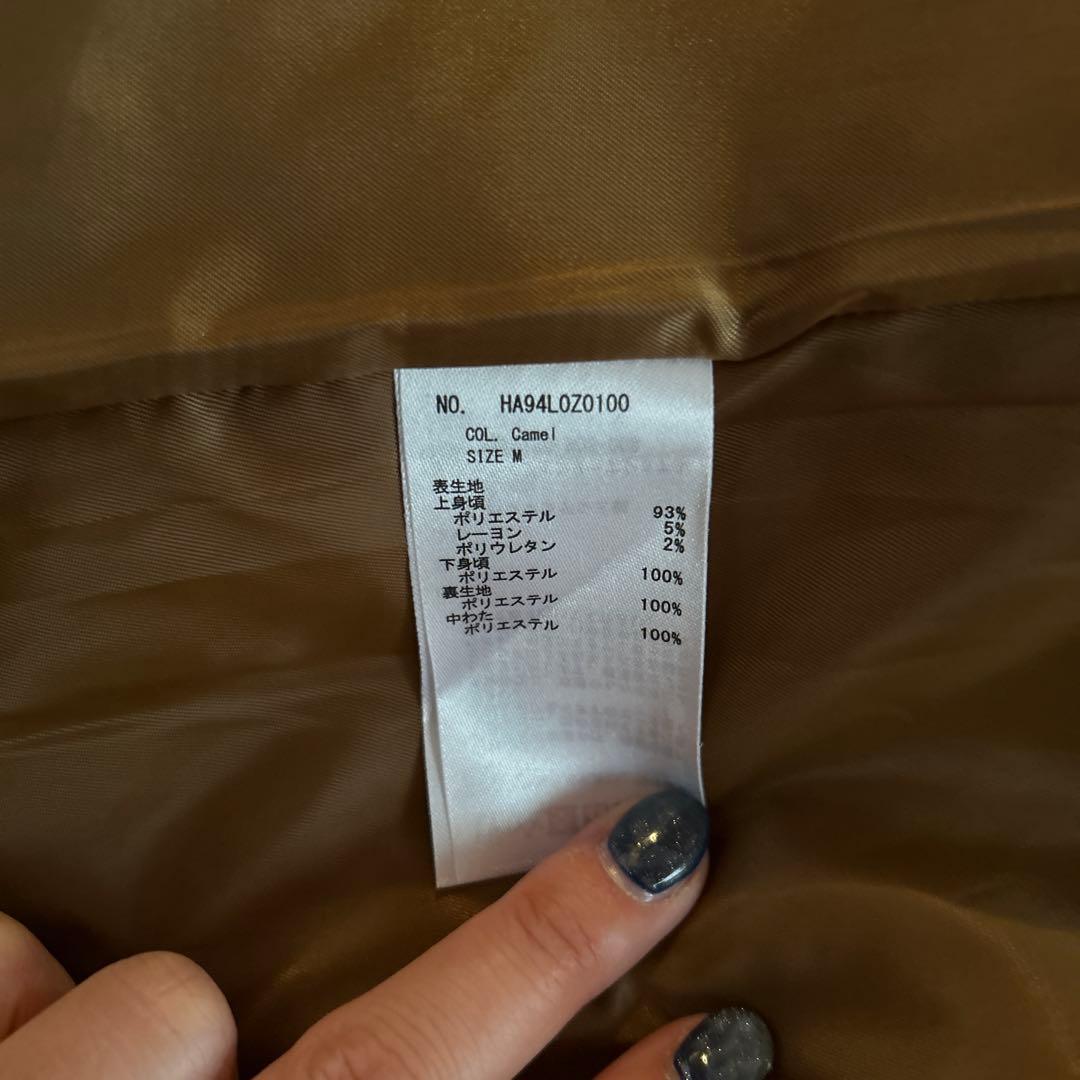 NO. HA94L0Z0100
COL. Camel
SIZE M
表生地
上身頃
ポリエステル 93%
レーヨン 5%
ポリウレタン 2%
下身頃
ポリエステル 100%
裏生地
ポリエステル 100%
中わた
ポリエステル 100%